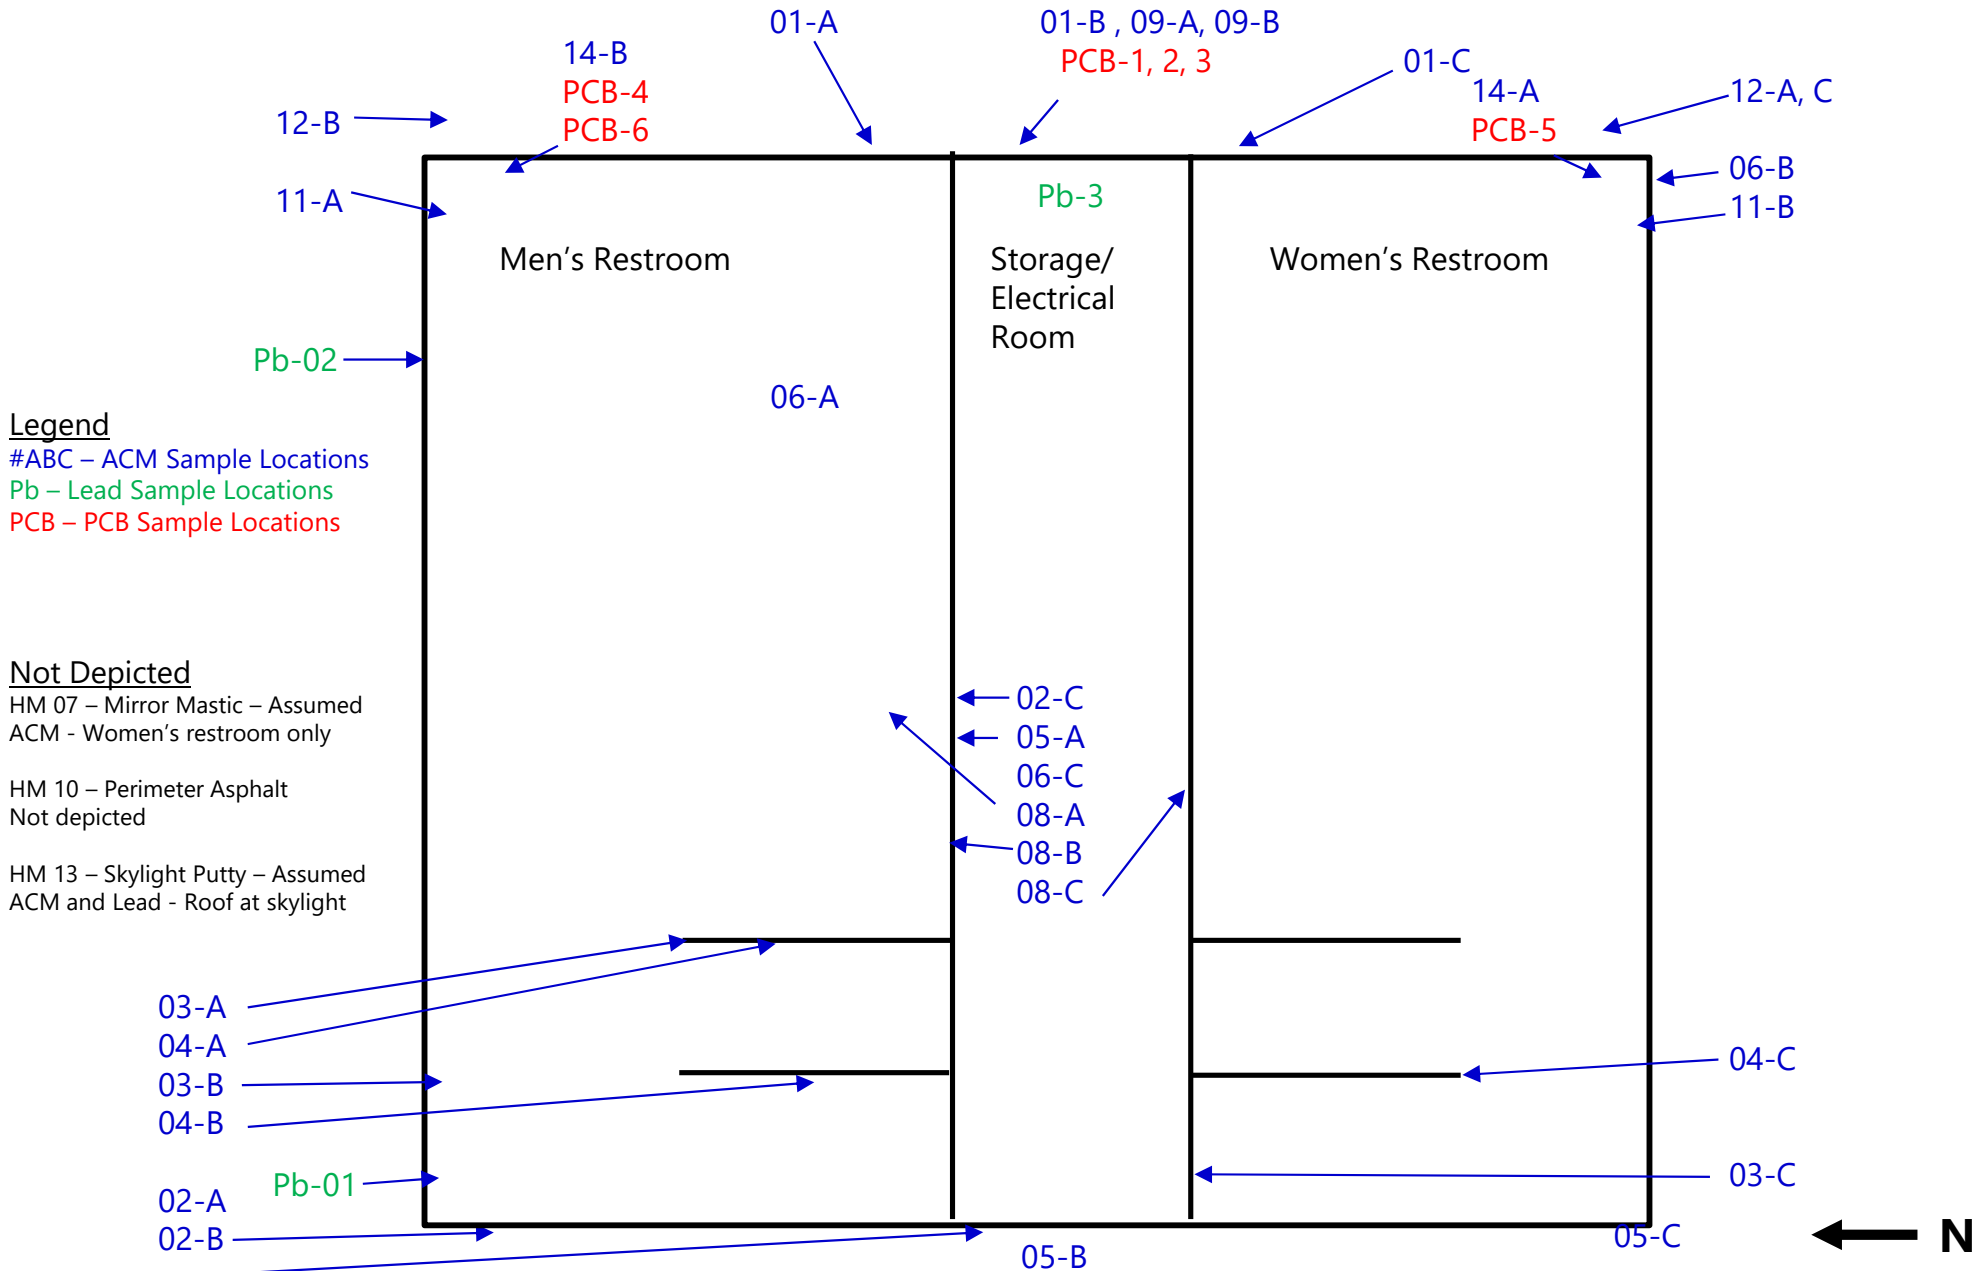 01-A
01-B , 09-A, 09-B
PCB-1, 2, 3
14-B
PCB-4
PCB-6
01-C
14-A
PCB-5
12-A, C
12-B
06-B
11-B
11-A
Pb-3
Men's Restroom
Storage/
Electrical
Room
Women's Restroom
Pb-02
06-A
Legend
#ABC – ACM Sample Locations
Pb – Lead Sample Locations
PCB – PCB Sample Locations
Not Depicted
HM 07 – Mirror Mastic – Assumed
ACM - Women's restroom only
HM 10 – Perimeter Asphalt
Not depicted
HM 13 – Skylight Putty – Assumed
ACM and Lead - Roof at skylight
02-C
05-A
06-C
08-A
08-B
08-C
03-A
04-A
03-B
04-B
04-C
03-C
Pb-01
02-A
02-B
05-B
05-C
N